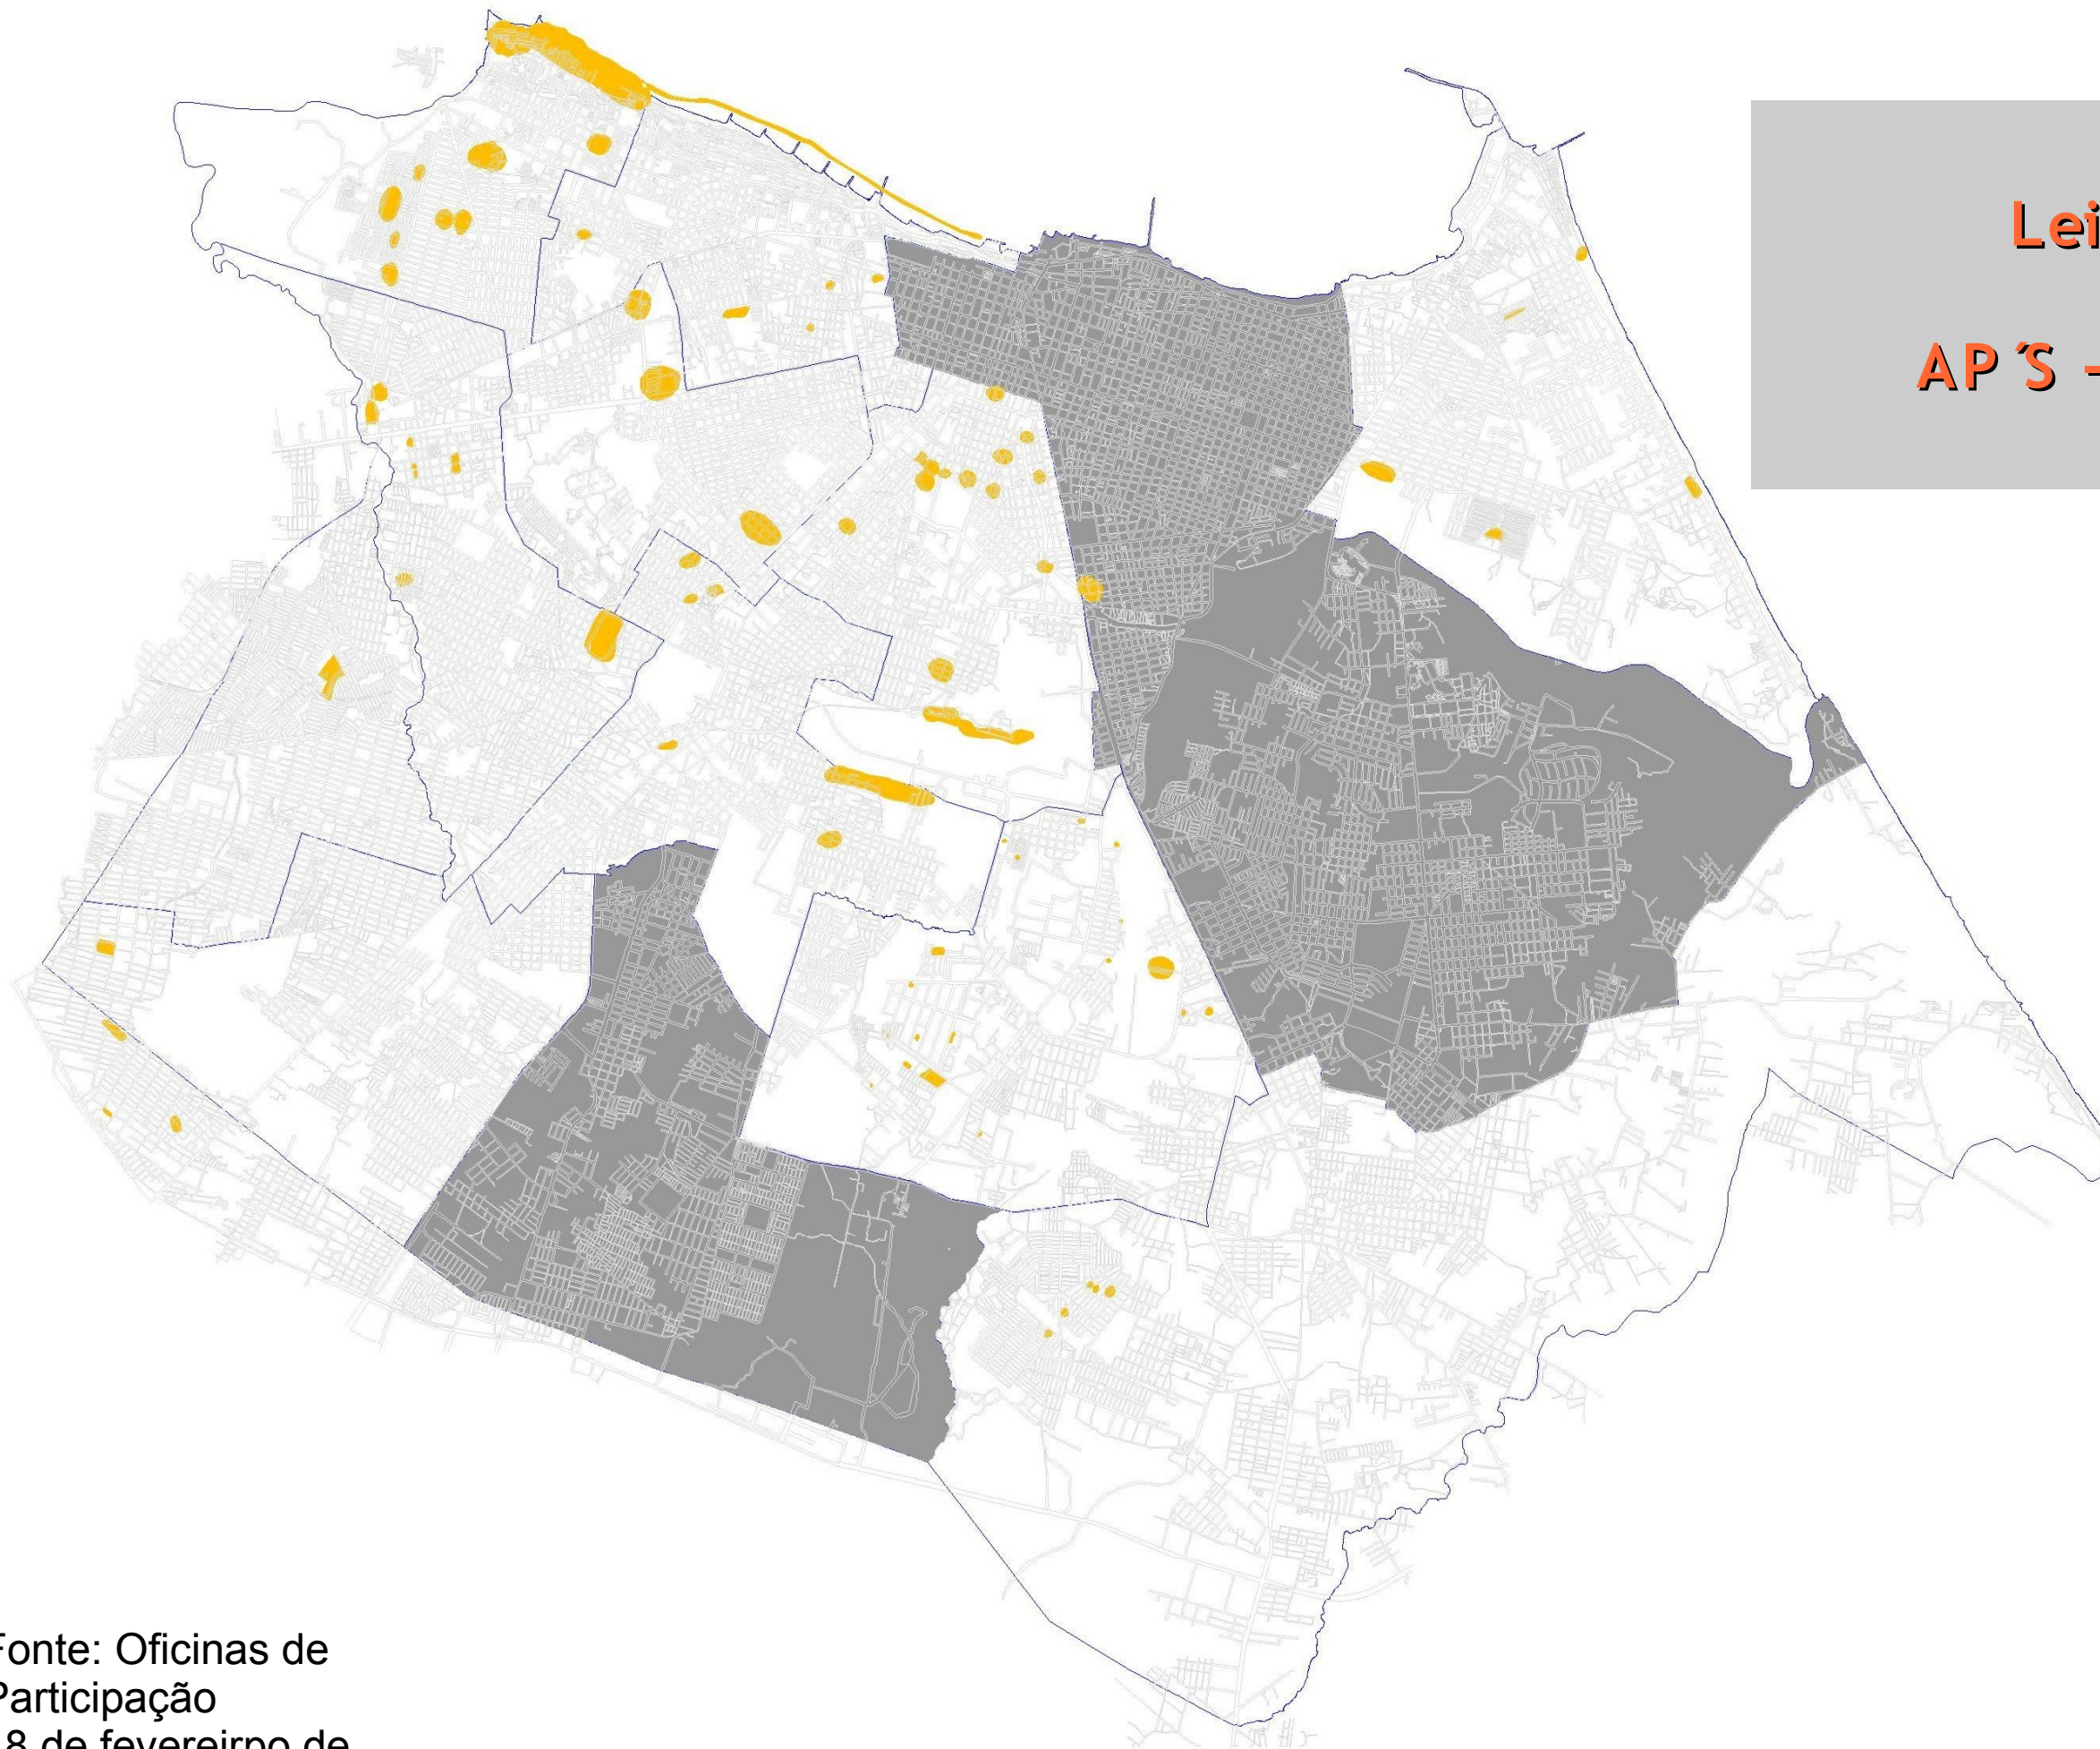 Lei
AP´S -
Fonte: Oficinas de
Participação
8 de fevereirpo de